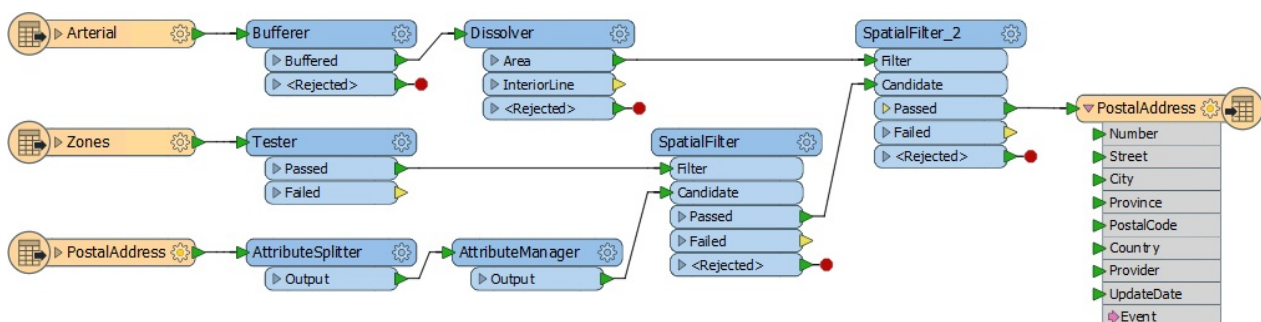 Arterial
Bufferer
Buffered
<Rejected>
Dissolver
Area
InteriorLine
<Rejected>
SpatialFilter_2
Filter
Candidate
Passed
Failed
<Rejected>
Zones
Tester
Passed
Failed
SpatialFilter
Filter
Candidate
Passed
Failed
<Rejected>
PostalAddress
AttributeSplitter
Output
AttributeManager
Output
PostalAddress
Number
Street
City
Province
PostalCode
Country
Provider
UpdateDate
Event